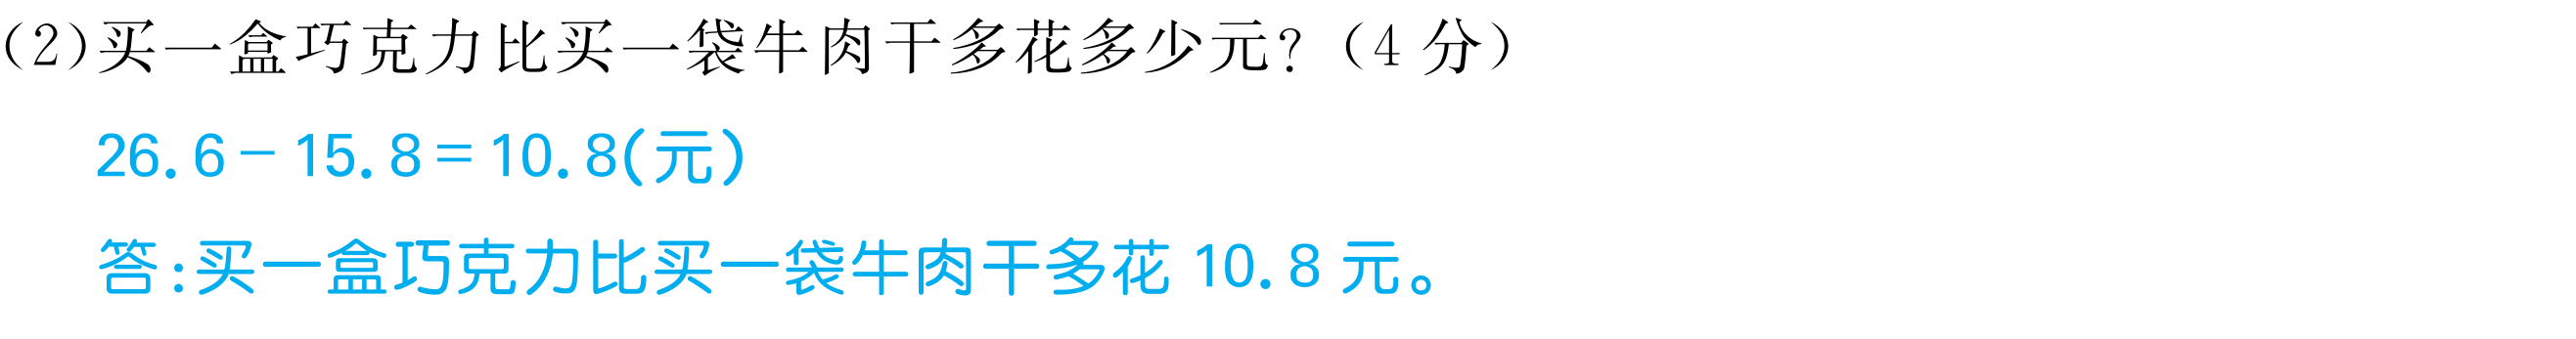 (2)买一盒巧克力比买一袋牛肉干多花多少元?(4 分)
26.6－15.8＝10.8(元)
答:买一盒巧克力比买一袋牛肉干多花 10.8 元。